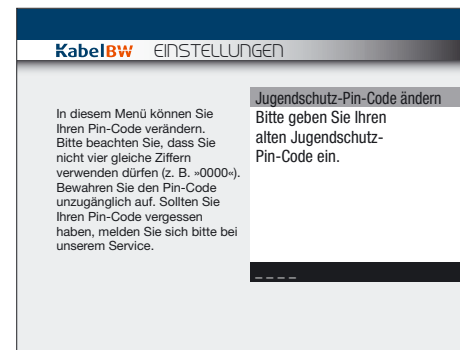 KabelBW EINSTELLUNGEN
In diesem Menü können Sie
Ihren Pin-Code verändern.
Bitte beachten Sie, dass Sie
nicht vier gleiche Ziffern
verwenden dürfen (z. B. »0000«).
Bewahren Sie den Pin-Code
unzugänglich auf. Sollten Sie
Ihren Pin-Code vergessen
haben, melden Sie sich bitte bei
unserem Service.
Jugendschutz-Pin-Code ändern
Bitte geben Sie Ihren
alten Jugendschutz-
Pin-Code ein.
_ _ _ _